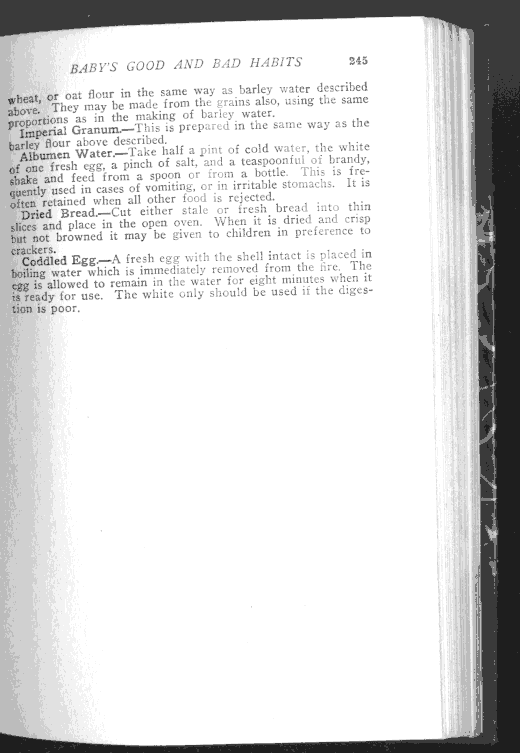 BABY'S GOOD AND BAD HABITS 245
wheat, or oat flour in the same way as barley water described
above. They may be made from the grains also, using the same
proportions as in the making of barley water.
Imperial Granum.—This is prepared in the same way as the
barley flour above described.
Albumen Water.—Take half a pint of cold water, the white
of one fresh egg, a pinch of salt, and a teaspoonful of brandy,
shake and feed from a spoon or from a bottle. This is fre-
quently used in cases of vomiting, or in irritable stomachs. It is
often retained when all other food is rejected.
Dried Bread.—Cut either stale or fresh bread into thin
slices and place in the open oven. When it is dried and crisp
but not browned it may be given to children in preference to
crackers.
Coddled Egg.—A fresh egg with the shell intact is placed in
boiling water which is immediately removed from the fire. The
egg is allowed to remain in the water for eight minutes when it
is ready for use. The white only should be used if the diges-
tion is poor.